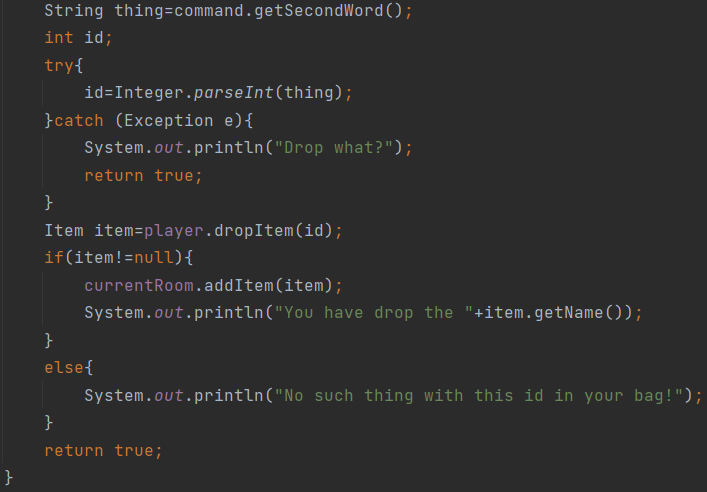 String thing=command.getSecondWord();
int id;
try{
id=Integer.parseInt(thing);
}catch (Exception e){
System.out.println("Drop what?");
return true;
}
Item item=player.dropItem(id);
if(item!=null){
currentRoom.addItem(item);
System.out.println("You have drop the "+item.getName());
}
else{
System.out.println("No such thing with this id in your bag!");
}
return true;
}